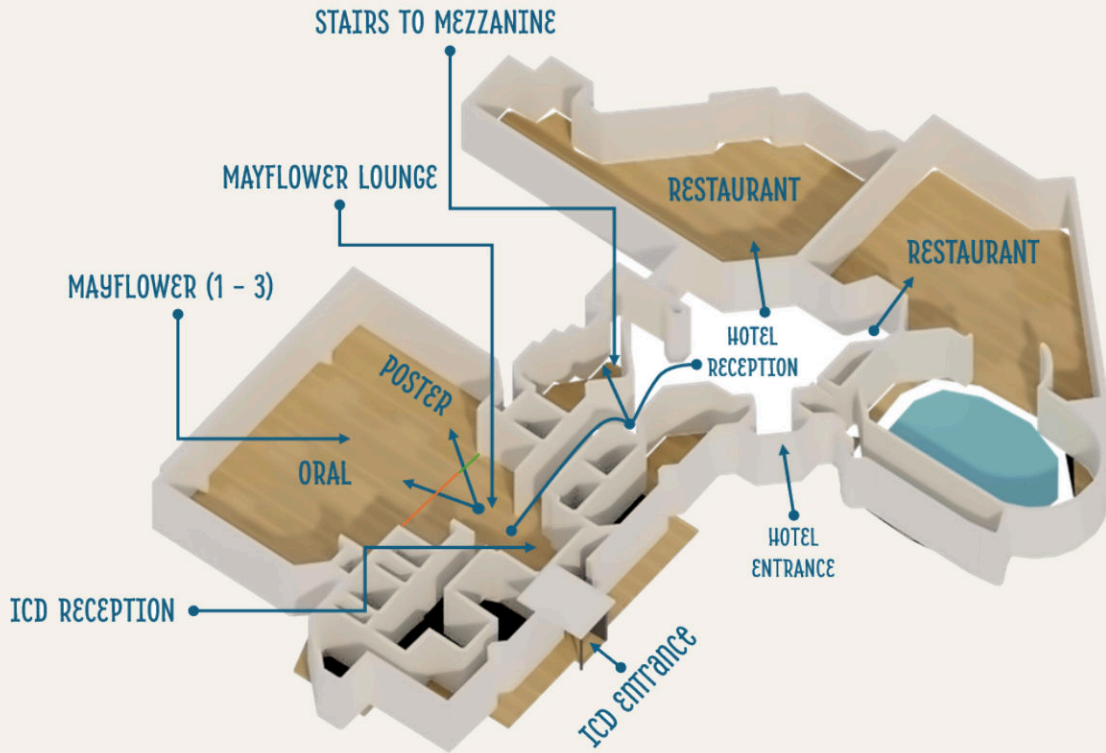 STAIRS TO MEZZANINE
MAYFLOWER LOUNGE
RESTAURANT
RESTAURANT
MAYFLOWER (1 - 3)
HOTEL
RECEPTION
POSTER
ORAL
HOTEL
ENTRANCE
ICD RECEPTION
ICD ENTRANCE